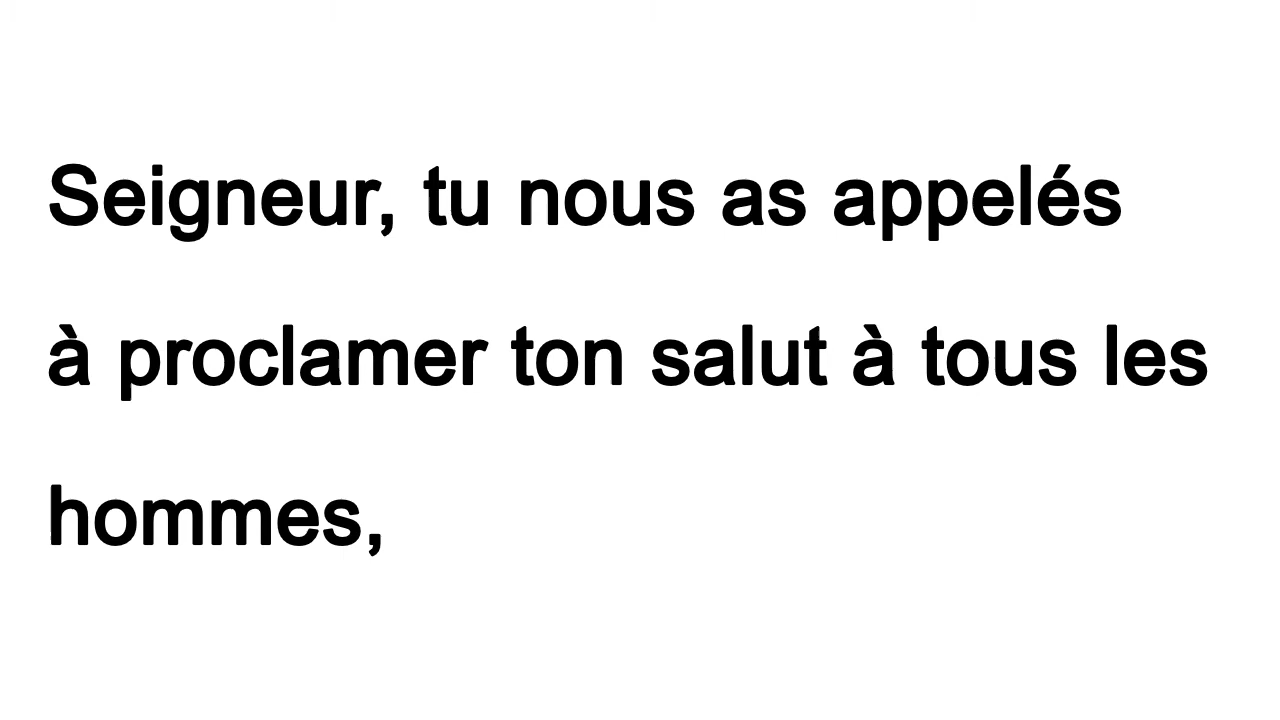 Seigneur, tu nous as appelés
à proclamer ton salut à tous les
hommes,